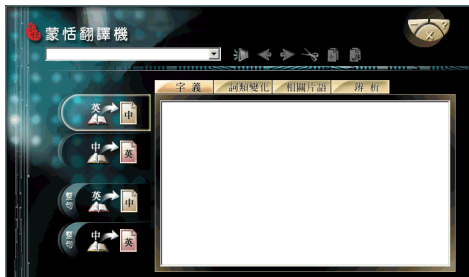 蒙恬翻譯機
字 義 詞類變化 相關片語 辨 析
英 中
中 英
整句 英 中
整句 中 英